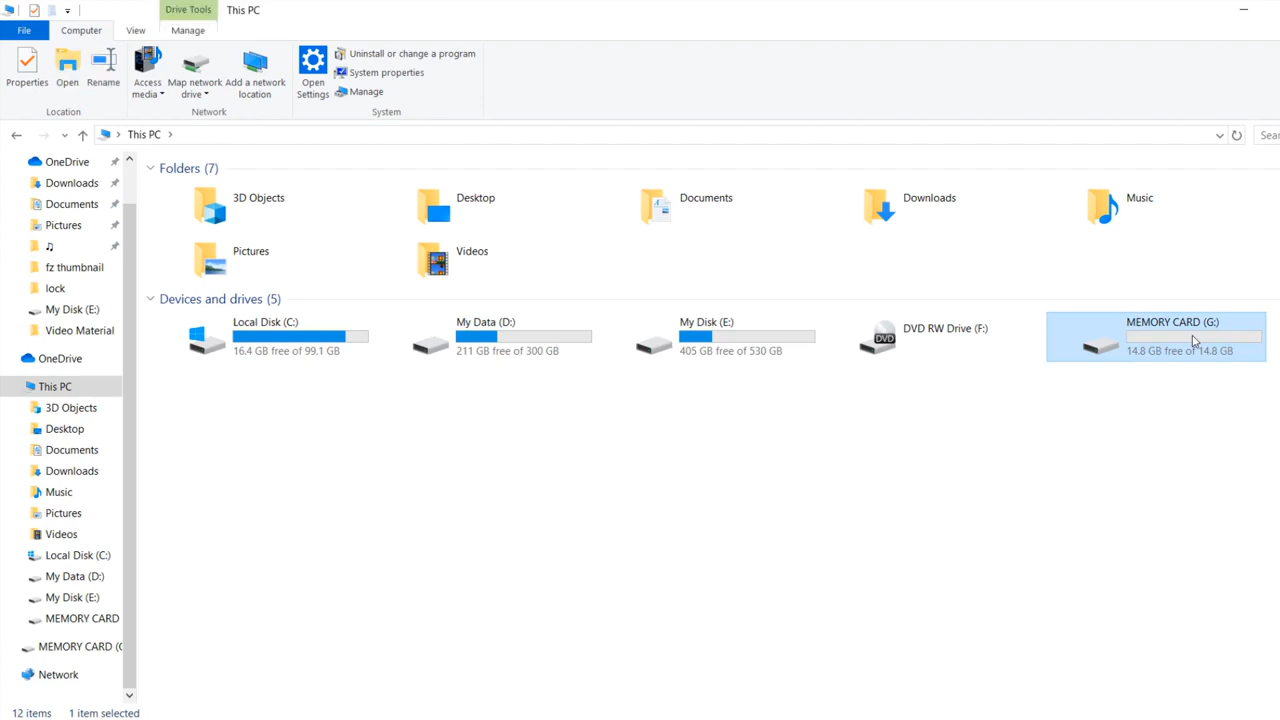 Drive Tools
This PC
File
Computer
View
Manage
Properties
Open
Rename
Access media
Map network drive
Add a network location
Open Settings
Uninstall or change a program
System properties
Manage
Location
Network
System
This PC
Sear
OneDrive
Downloads
Documents
Pictures
♫
fz thumbnail
lock
My Disk (E:)
Video Material
OneDrive
This PC
3D Objects
Desktop
Documents
Downloads
Music
Pictures
Videos
Local Disk (C:)
My Data (D:)
My Disk (E:)
MEMORY CARD
MEMORY CARD (G
Network
Folders (7)
3D Objects
Desktop
Documents
Downloads
Music
Pictures
Videos
Devices and drives (5)
Local Disk (C:)
16.4 GB free of 99.1 GB
My Data (D:)
211 GB free of 300 GB
My Disk (E:)
405 GB free of 530 GB
DVD
DVD RW Drive (F:)
MEMORY CARD (G:)
14.8 GB free of 14.8 GB
12 items
1 item selected